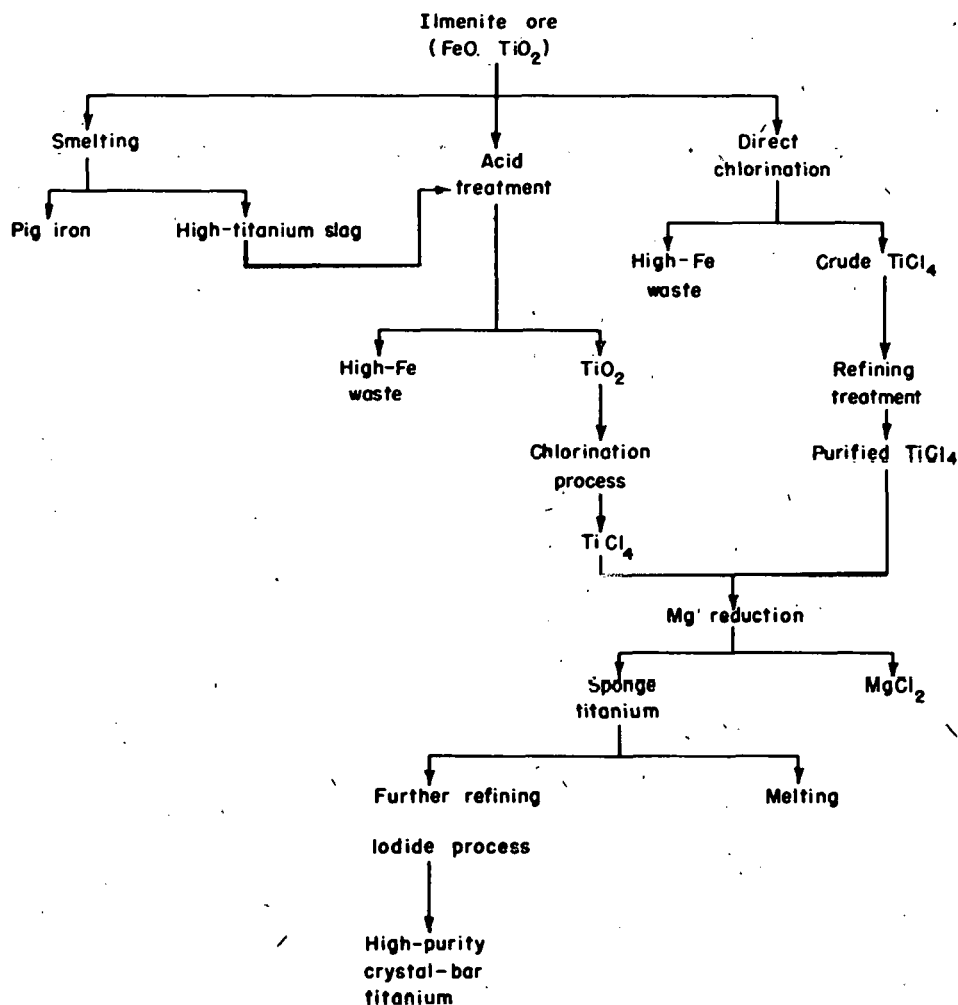 Ilmenite ore
(FeO. TiO₂)
Smelting
Acid
treatment
Direct
chlorination
Pig iron
High-titanium slag
High-Fe
waste
Crude TiCl₄
High-Fe
waste
TiO₂
Refining
treatment
Chlorination
process
Purified TiCl₄
TiCl₄
Mg reduction
Sponge
titanium
MgCl₂
Further refining
Melting
Iodide process
High-purity
crystal-bar
titanium